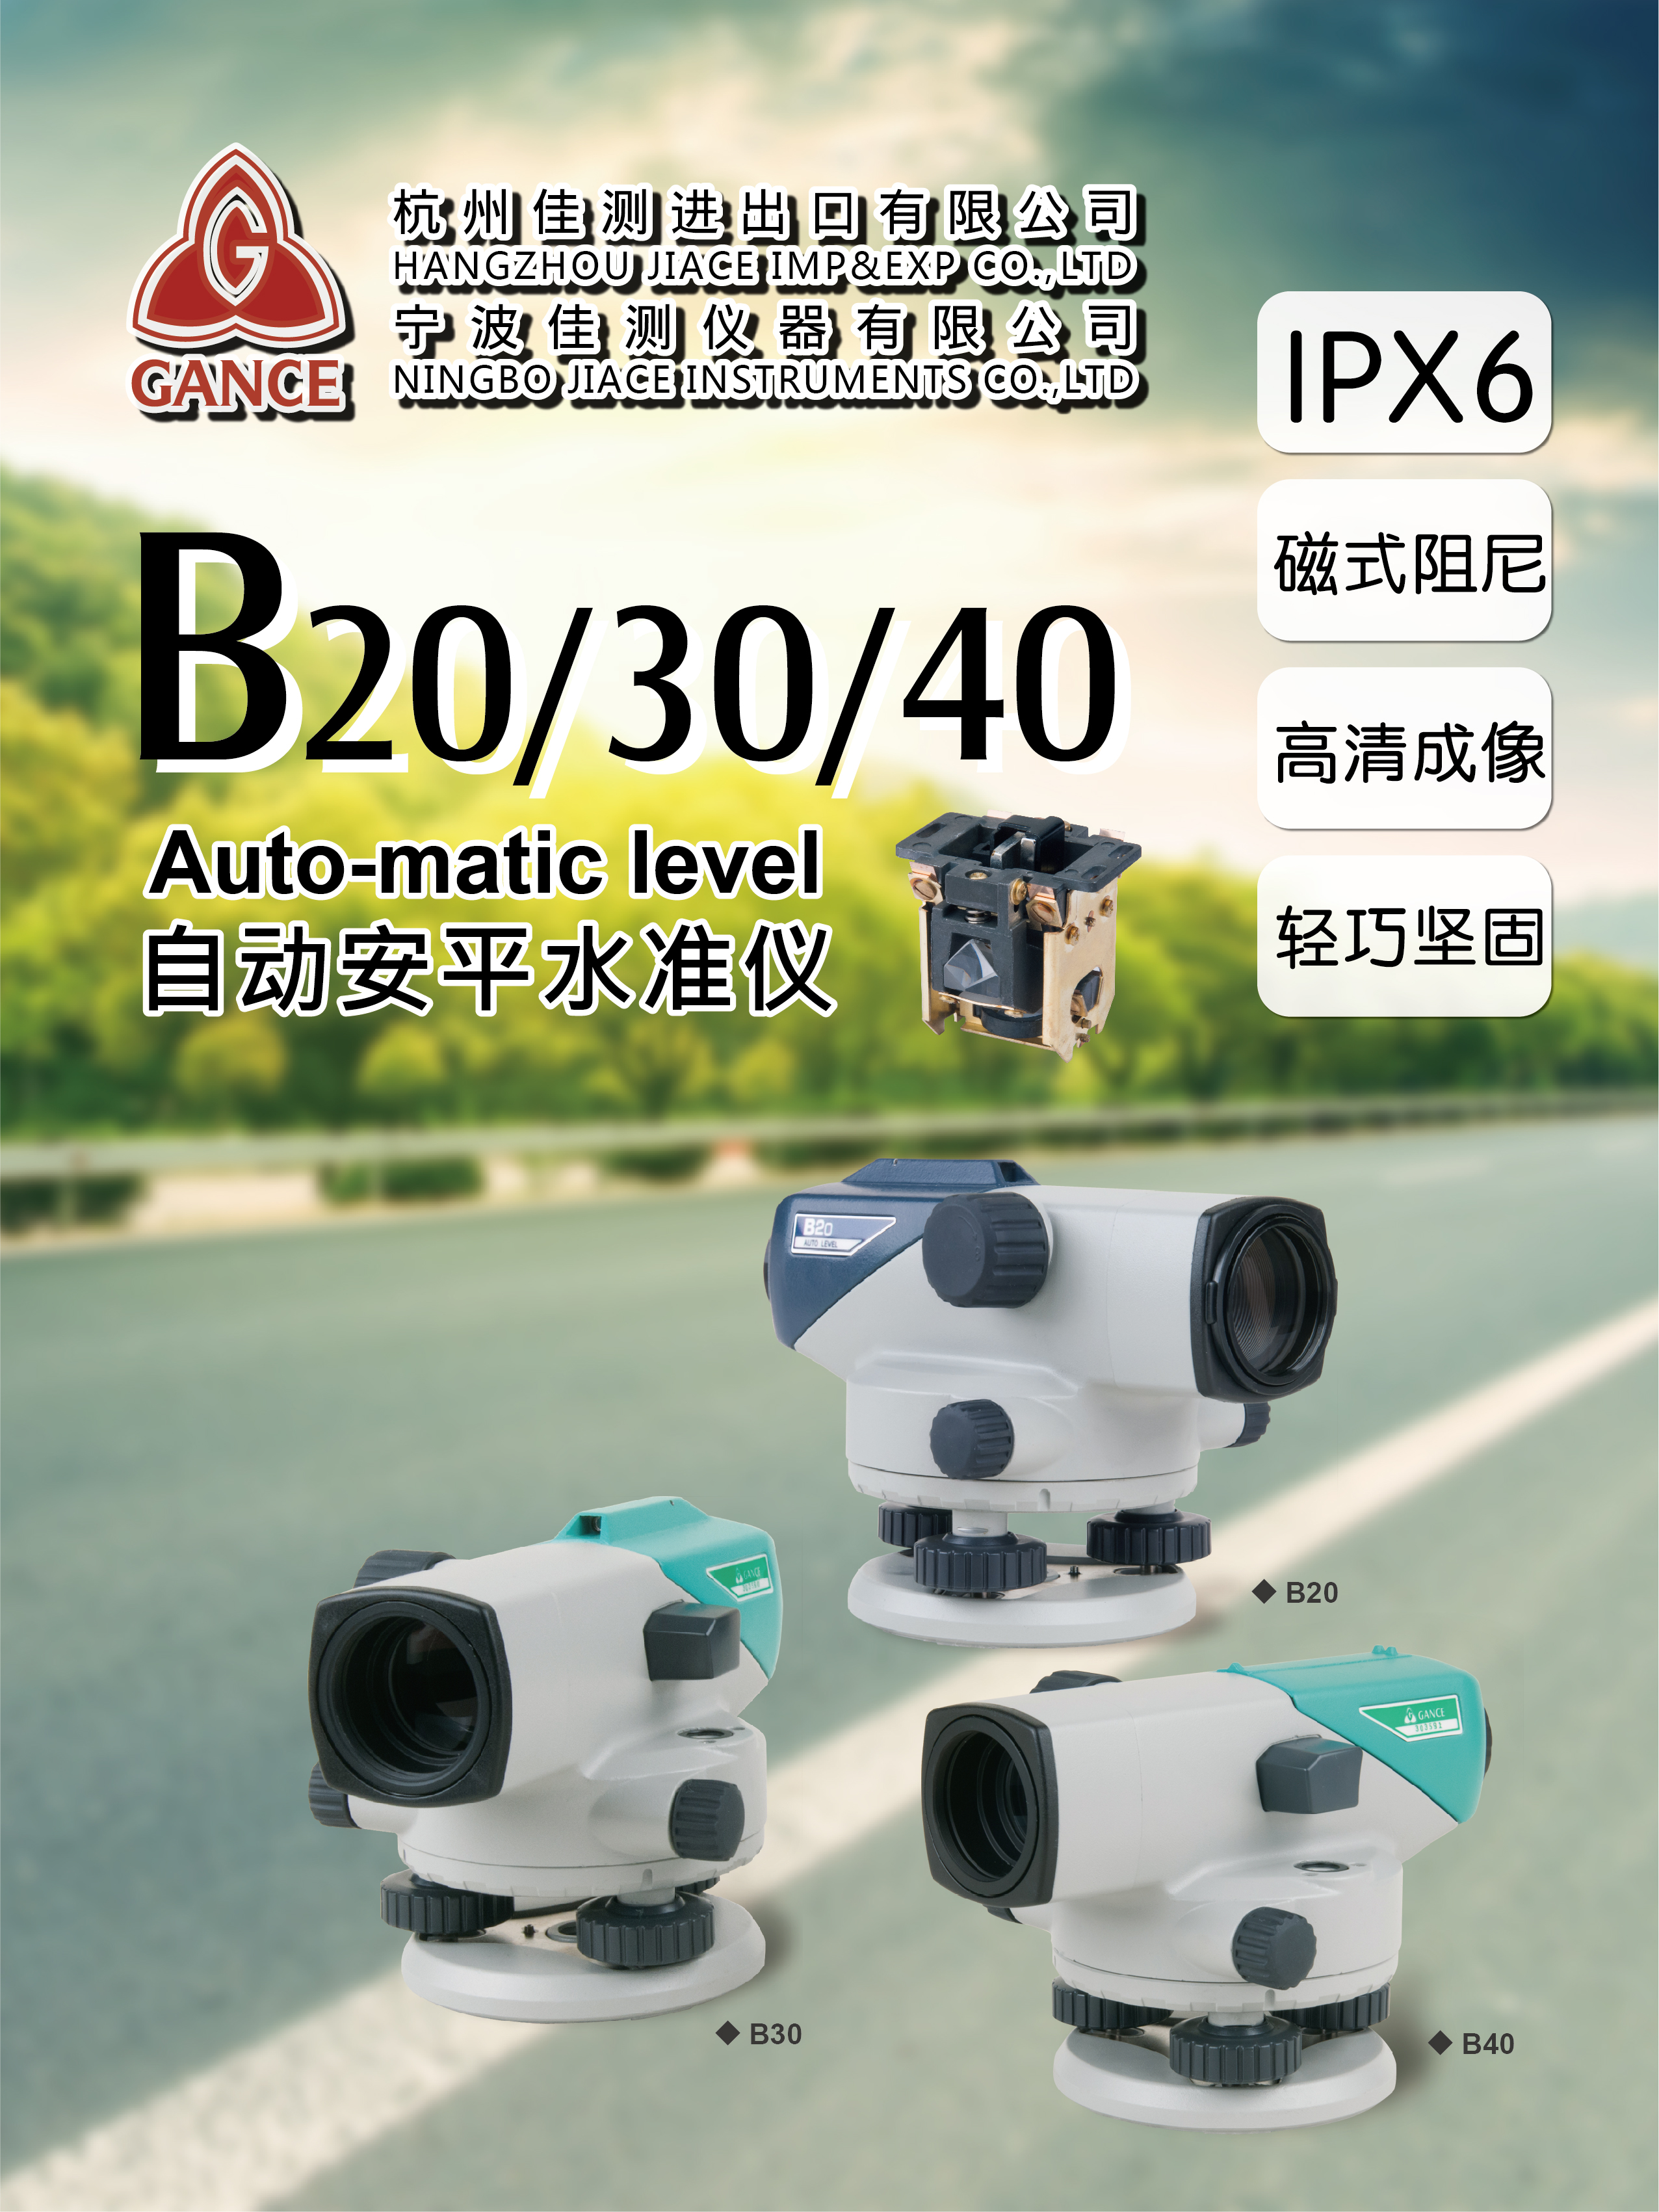 杭州佳测进出口有限公司
HANGZHOU JIACE IMP&EXP CO.,LTD
宁波佳测仪器有限公司
NINGBO JIACE INSTRUMENTS CO.,LTD
G
GANCE
IPX6
磁式阻尼
高清成像
轻巧坚固
B20/30/40
Auto-matic level
自动安平水准仪
B20
AUTO LEVEL
◆ B20
GANCE
◆ B30
GANCE
◆ B40